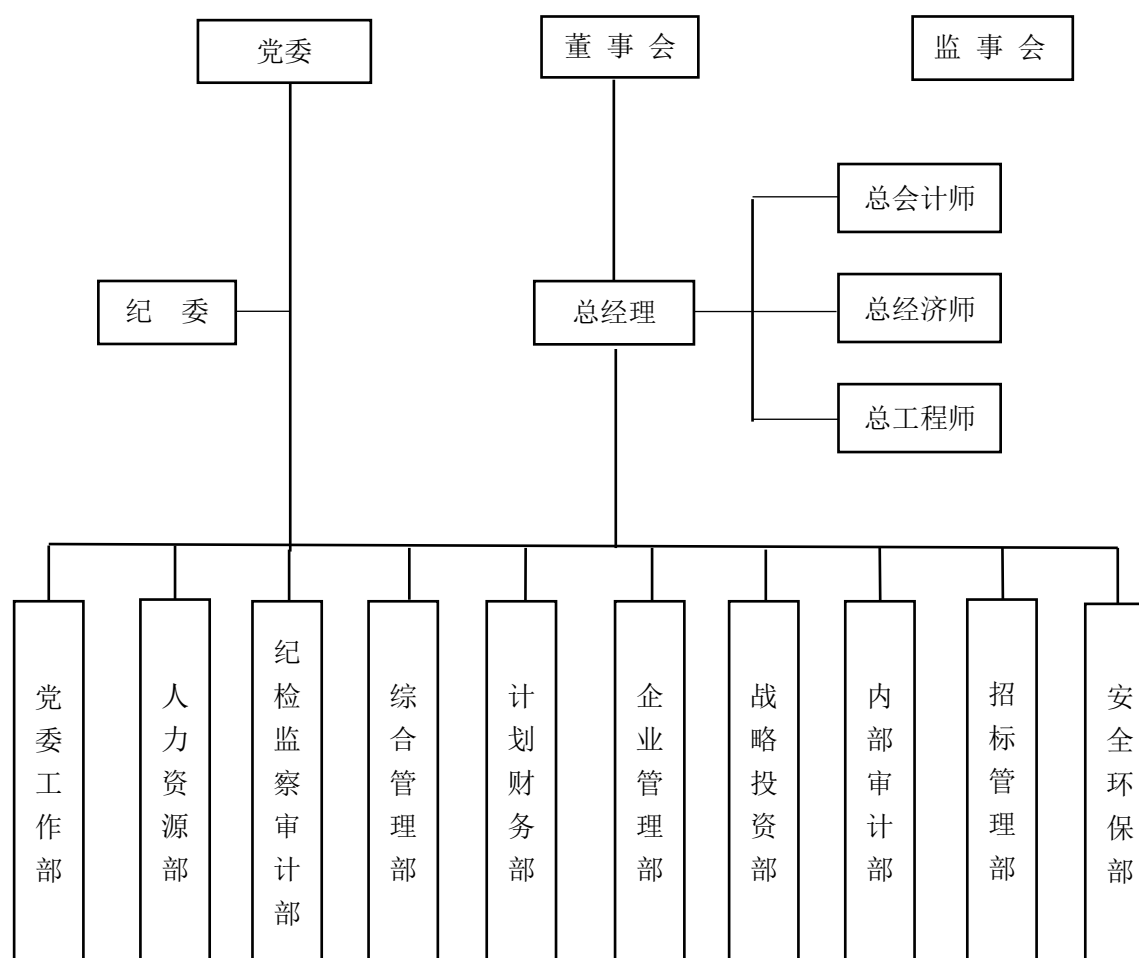 党委
董 事 会
监 事 会
总会计师
纪 委
总经理
总经济师
总工程师
党委工作部
人力资源部
纪检监察审计部
综合管理部
计划财务部
企业管理部
战略投资部
内部审计部
招标管理部
安全环保部